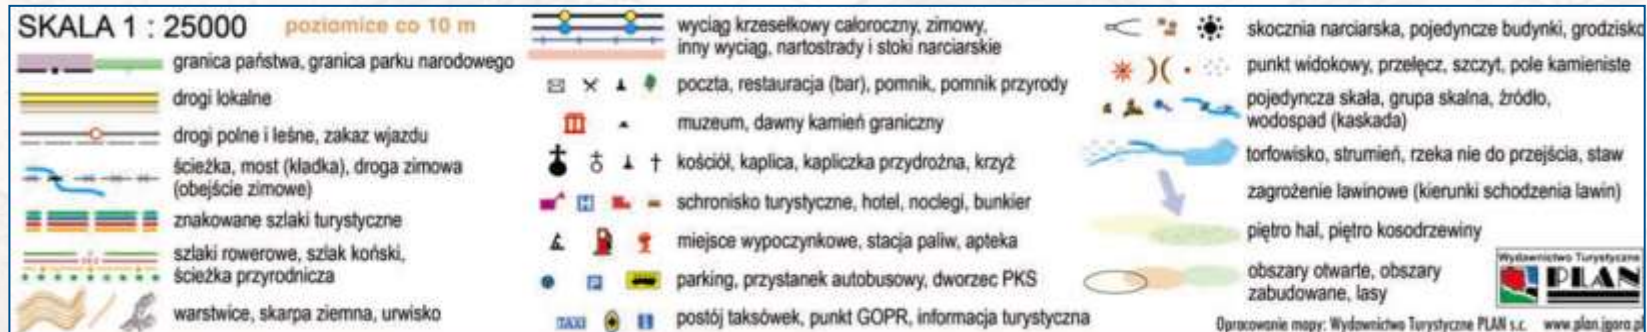 SKALA 1 : 25000 poziomice co 10 m
granica państwa, granica parku narodowego
drogi lokalne
drogi polne i leśne, zakaz wjazdu
ścieżka, most (kładka), droga zimowa
(obejście zimowe)
znakowane szlaki turystyczne
szlaki rowerowe, szlak koński,
ścieżka przyrodnicza
warstwice, skarpa ziemna, urwisko
wyciąg krzesełkowy całoroczny, zimowy,
inny wyciąg, nartostrady i stoki narciarskie
poczta, restauracja (bar), pomnik, pomnik przyrody
muzeum, dawny kamień graniczny
kościół, kaplica, kapliczka przydrożna, krzyż
H
schronisko turystyczne, hotel, noclegi, bunkier
miejsce wypoczynkowe, stacja paliw, apteka
P
parking, przystanek autobusowy, dworzec PKS
TAXI
postój taksówek, punkt GOPR, informacja turystyczna
skocznia narciarska, pojedyncze budynki, grodzisko
punkt widokowy, przełęcz, szczyt, pole kamieniste
pojedyncza skała, grupa skalna, źródło,
wodospad (kaskada)
torfowisko, strumień, rzeka nie do przejścia, staw
zagrożenie lawinowe (kierunki schodzenia lawin)
piętro hal, piętro kosodrzewiny
obszary otwarte, obszary
zabudowane, lasy
Wydawnictwo Turystyczne
PLAN
Opracowanie mapy: Wydawnictwo Turystyczne PLAN s.c. www.plan.jgora.pl